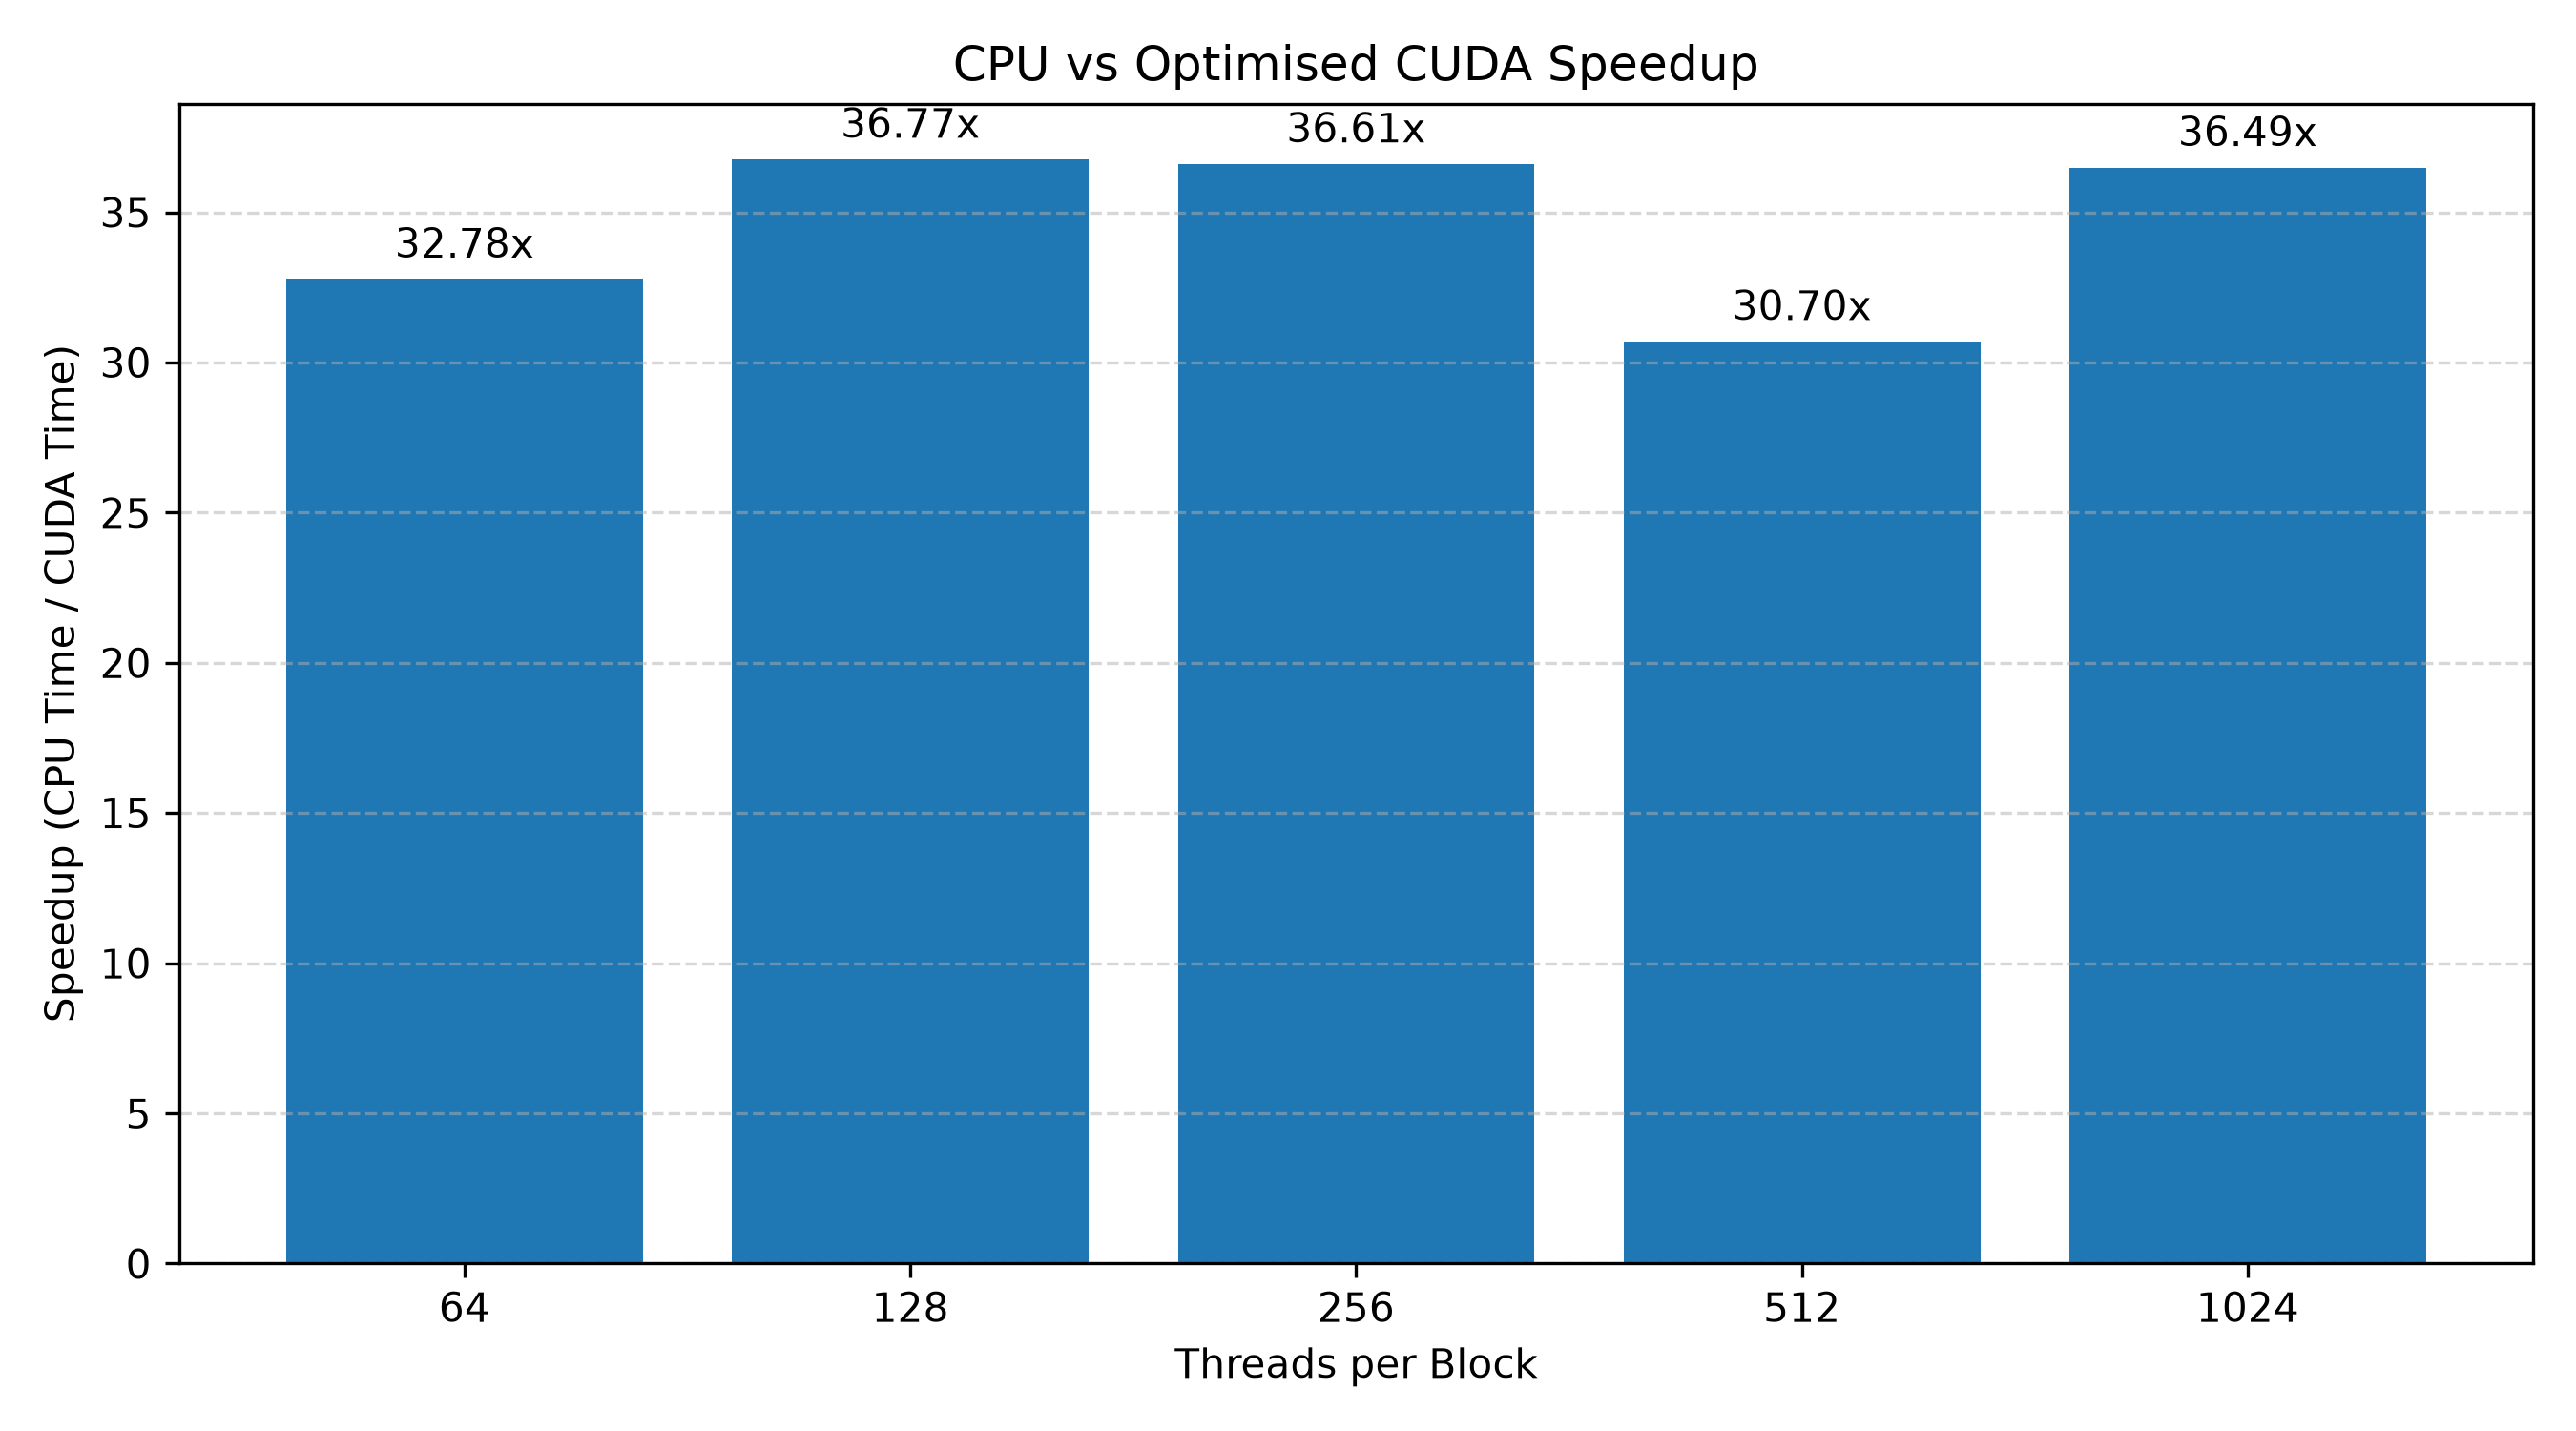 CPU vs Optimised CUDA Speedup
36.77x
36.61x
36.49x
32.78x
30.70x
Speedup (CPU Time / CUDA Time)
35
30
25
20
15
10
5
0
64 128 256 512 1024
Threads per Block